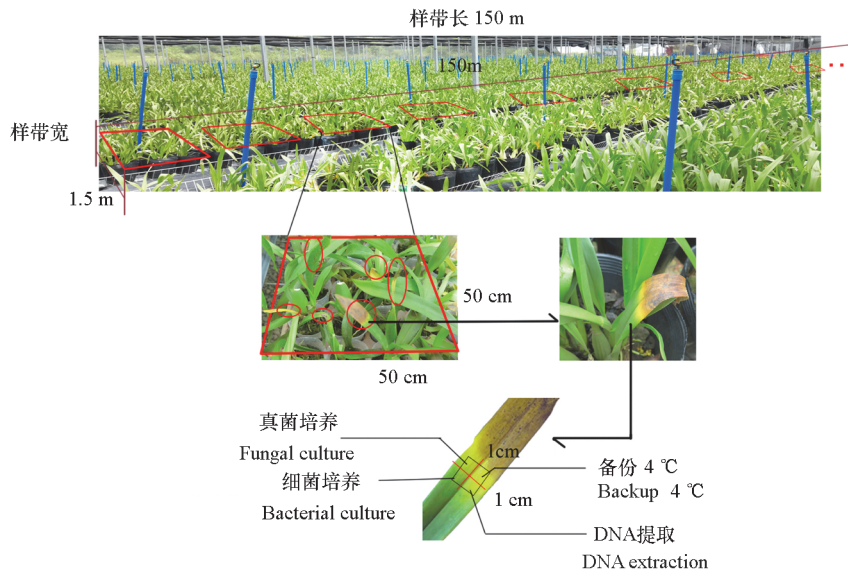 样带长 150 m
150m
样带宽
1.5 m
50 cm
50 cm
真菌培养
Fungal culture
1cm
细菌培养
Bacterial culture
1 cm
备份 4 ℃
Backup 4 ℃
DNA提取
DNA extraction